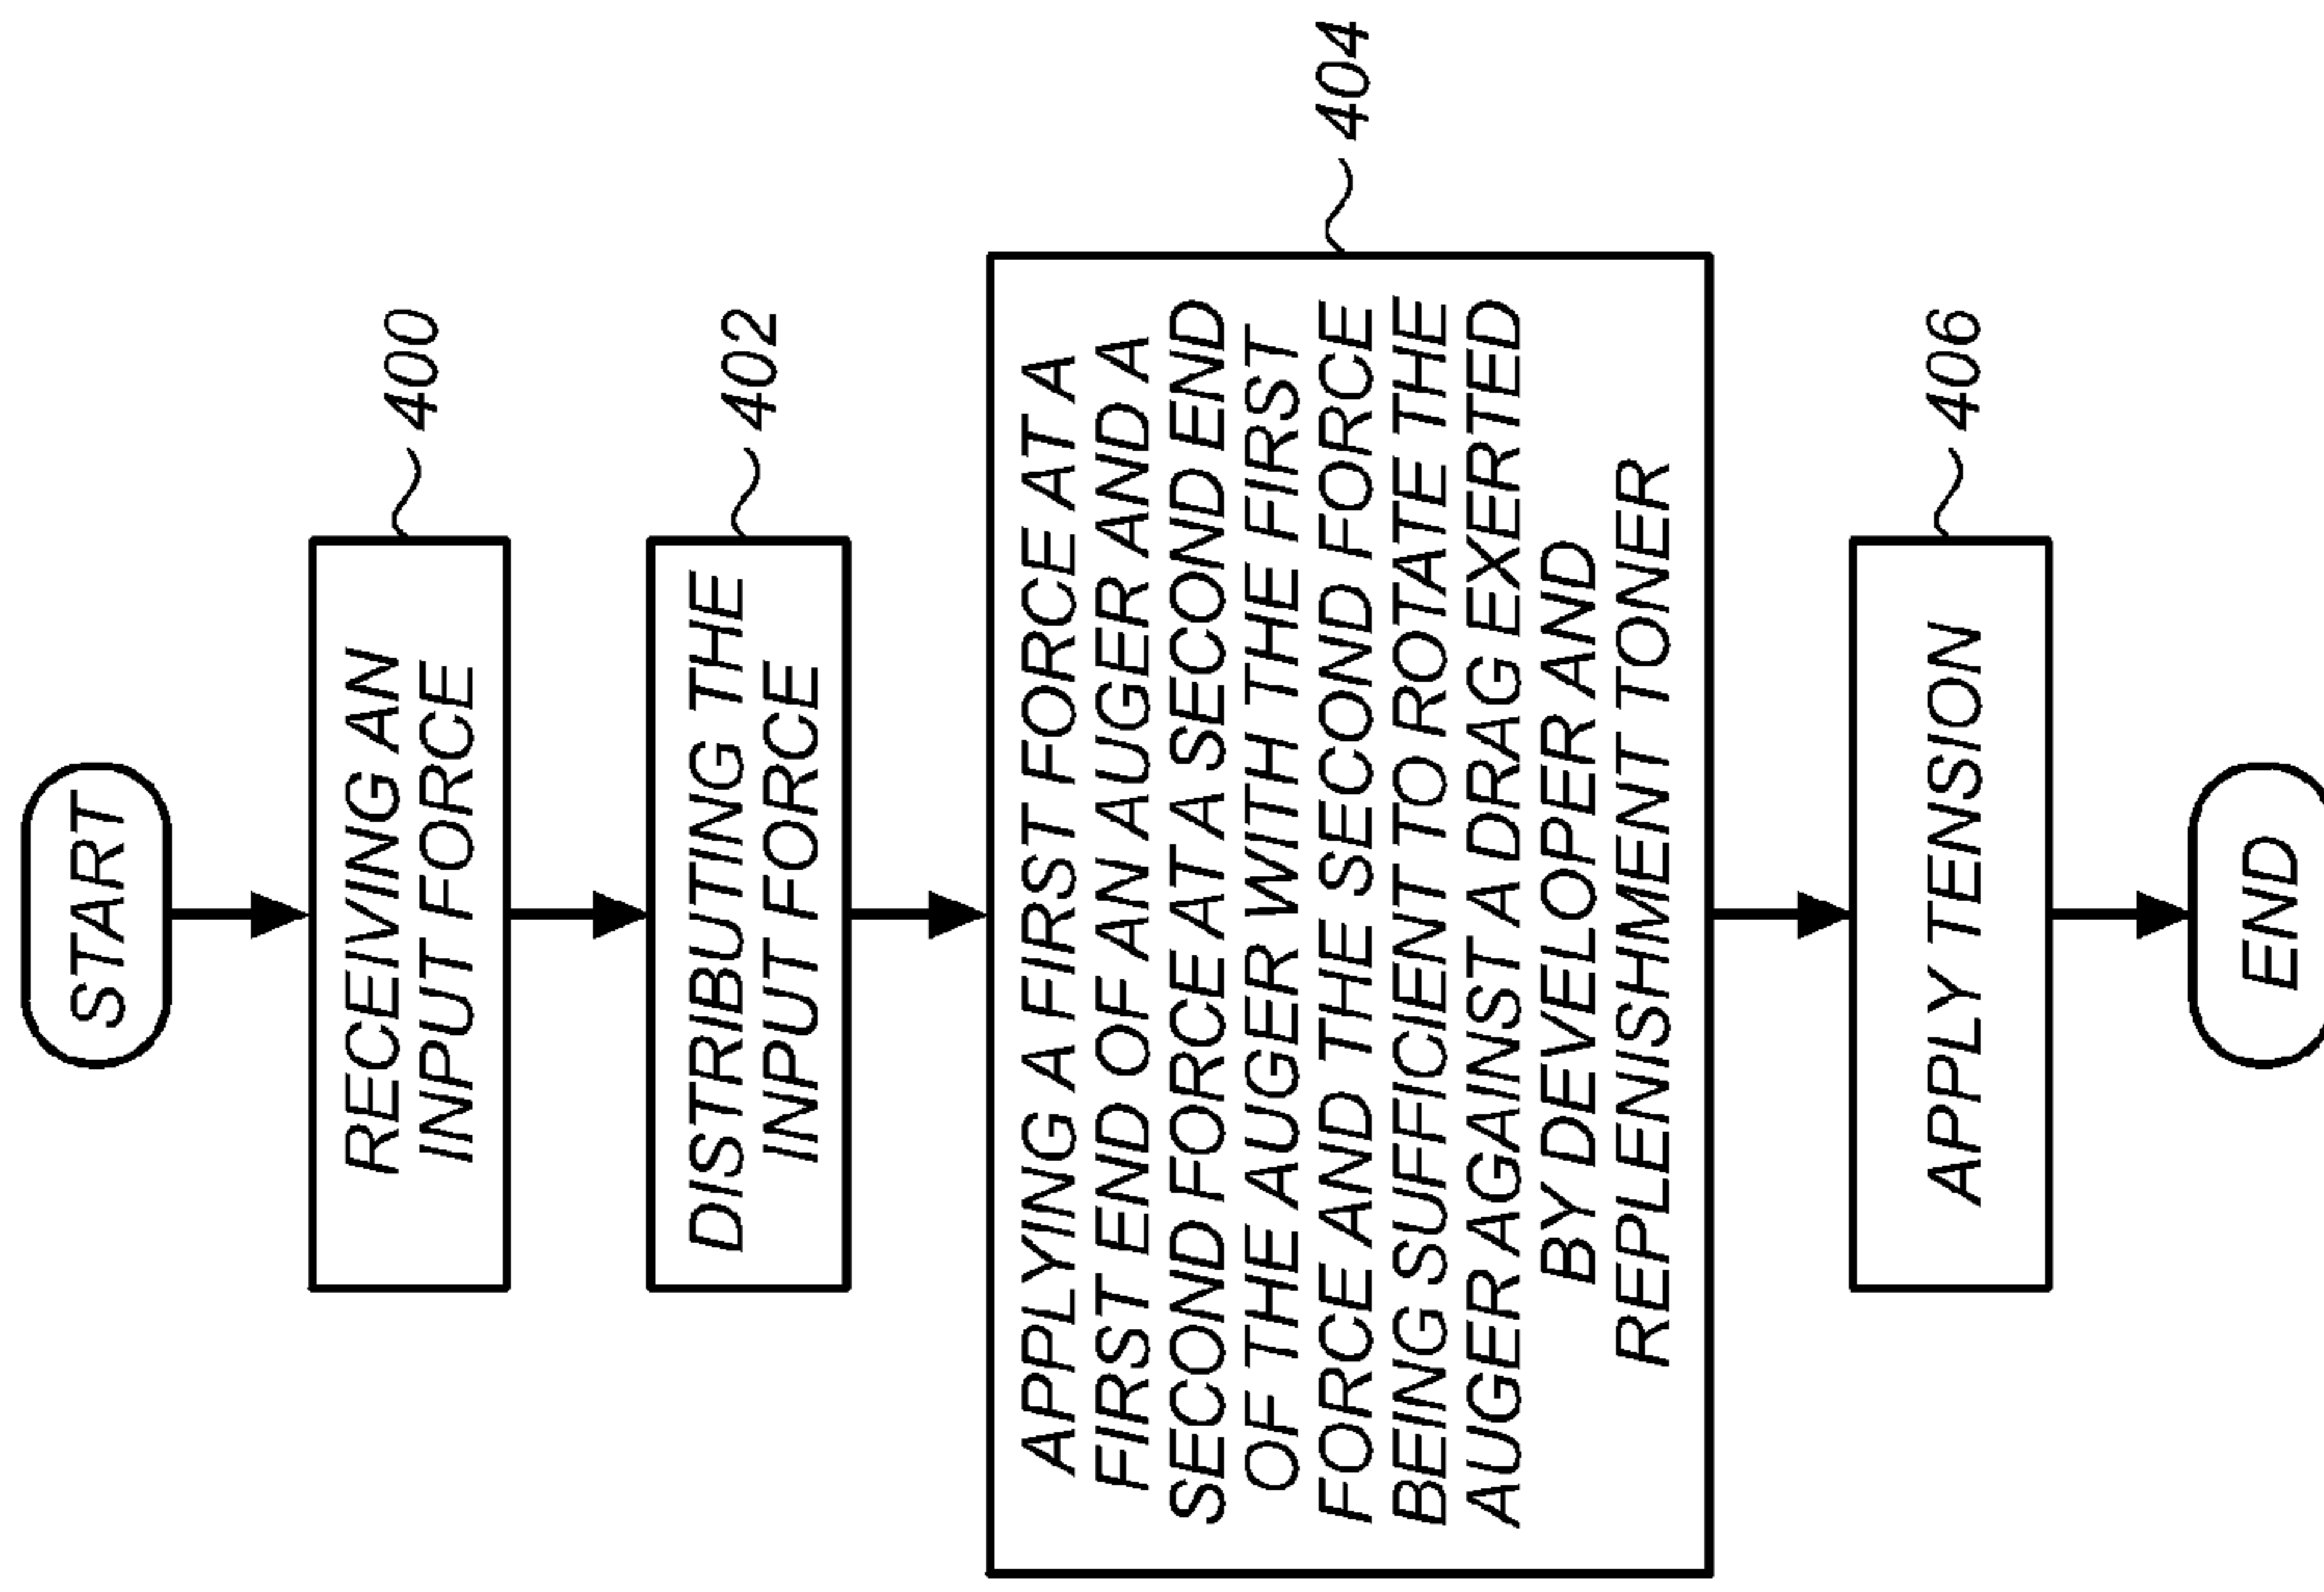 START
RECEIVING AN
INPUT FORCE
400
DISTRIBUTING THE
INPUT FORCE
402
APPLYING A FIRST FORCE AT A
FIRST END OF AN AUGER AND A
SECOND FORCE AT A SECOND END
OF THE AUGER WITH THE FIRST
FORCE AND THE SECOND FORCE
BEING SUFFICIENT TO ROTATE THE
AUGER AGAINST A DRAG EXERTED
BY DEVELOPER AND
REPLENISHMENT TONER
404
APPLY TENSION
406
END